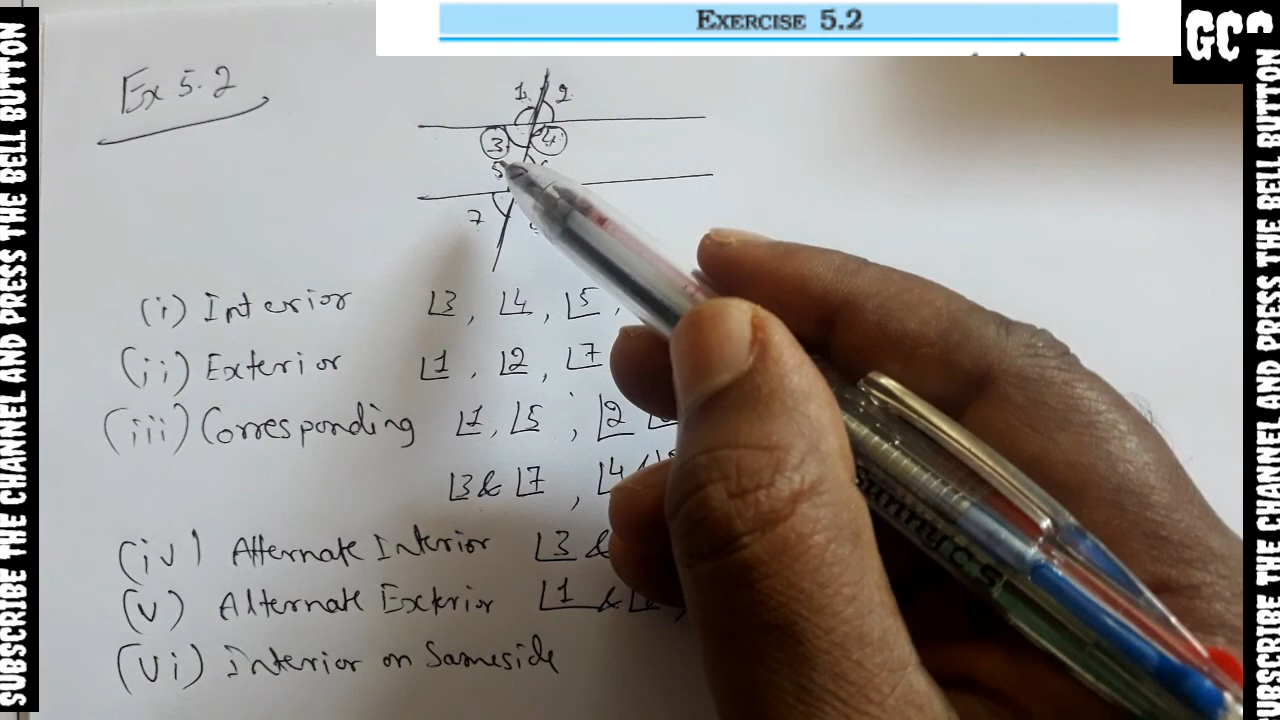 EXERCISE 5.2
SUBSCRIBE THE CHANNEL AND PRESS THE BELL BUTTON
SUBSCRIBE THE CHANNEL AND PRESS THE BELL BUTTON
Ex 5.2
1 2
3 4
5
7
(i) Interior ∠3, ∠4, ∠5,
(ii) Exterior ∠1, ∠2, ∠7
(iii) Corresponding ∠1, ∠5 ; ∠2
∠3 & ∠7, ∠4
(iv) Alternate Interior ∠3 &
(v) Alternate Exterior ∠1 &
(vi) Interior on Sameside
Sunny C.S